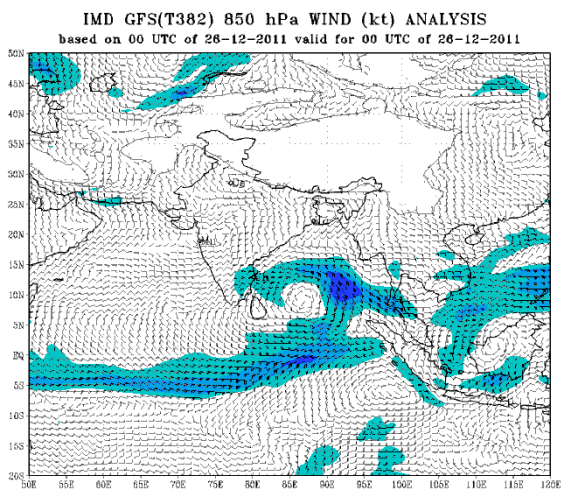 IMD GFS(T382) 850 hPa WIND (kt) ANALYSIS
based on 00 UTC of 26-12-2011 valid for 00 UTC of 26-12-2011
50N
45N
40N
35N
30N
25N
20N
15N
10N
5N
EQ
5S
10S
15S
20S
50E 55E 60E 65E 70E 75E 80E 85E 90E 95E 100E 105E 110E 115E 120E